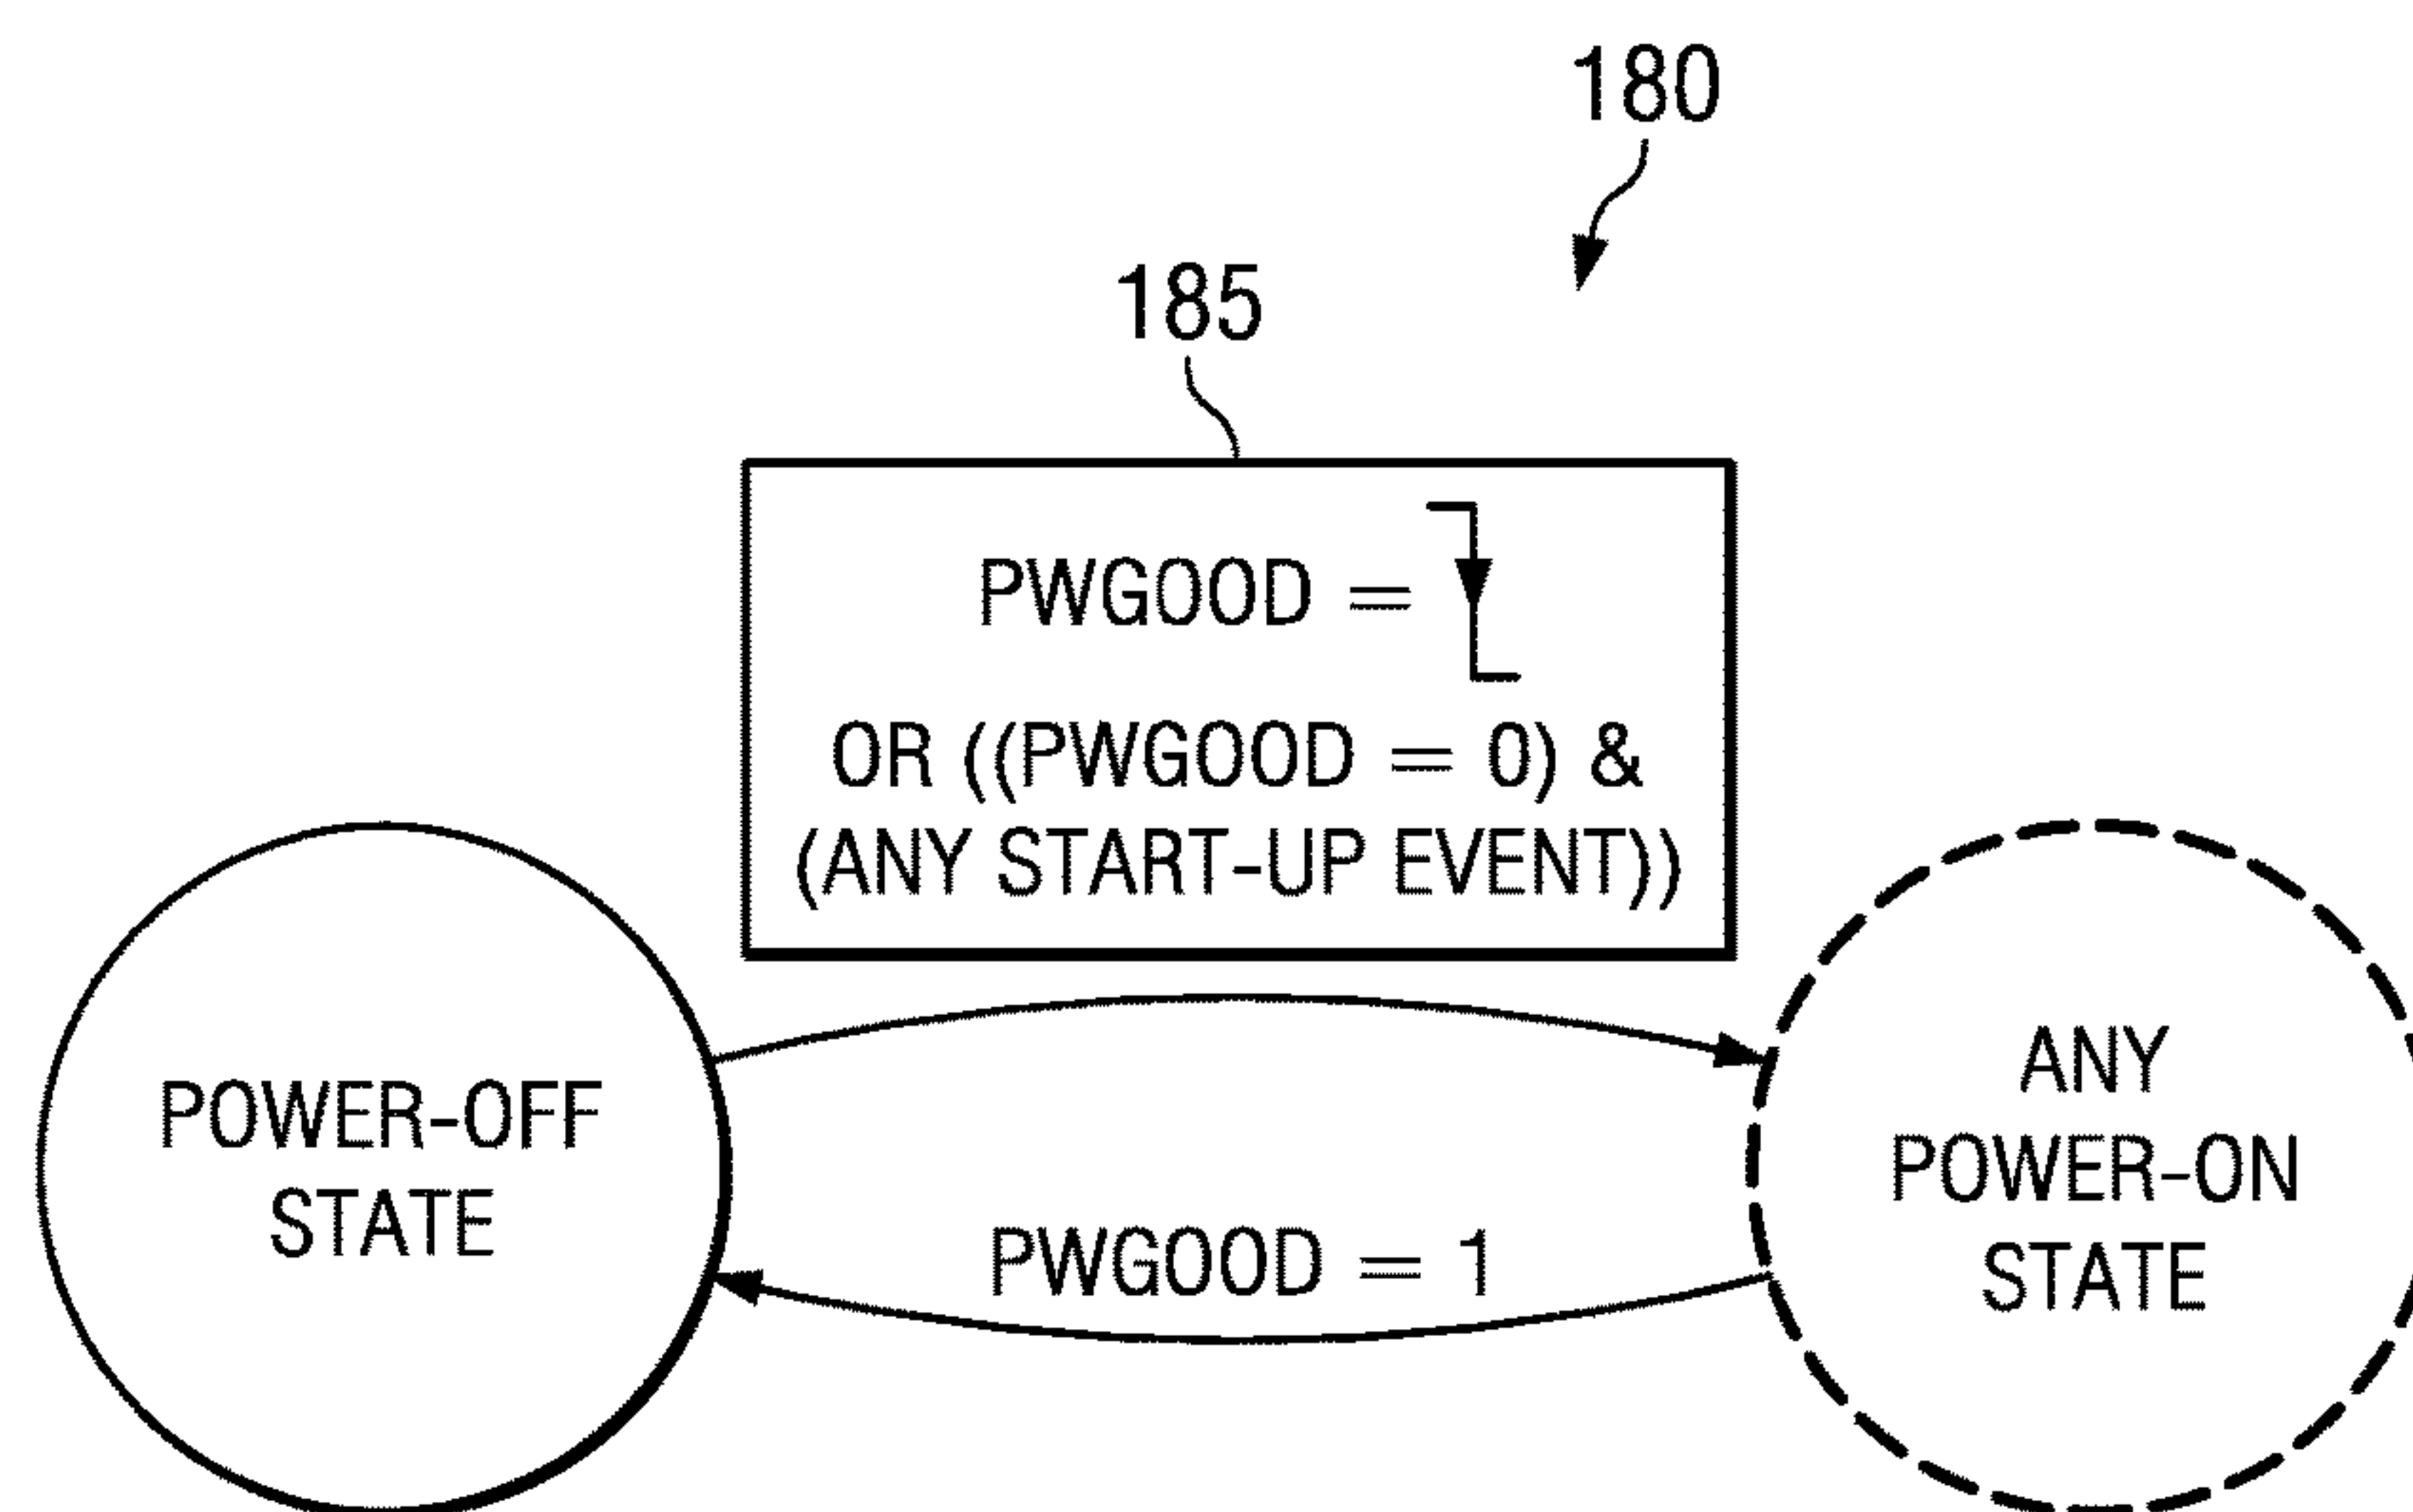 180
185
PWGOOD =
OR ((PWGOOD = 0) &
(ANY START-UP EVENT))
POWER-OFF
STATE
PWGOOD = 1
ANY
POWER-ON
STATE